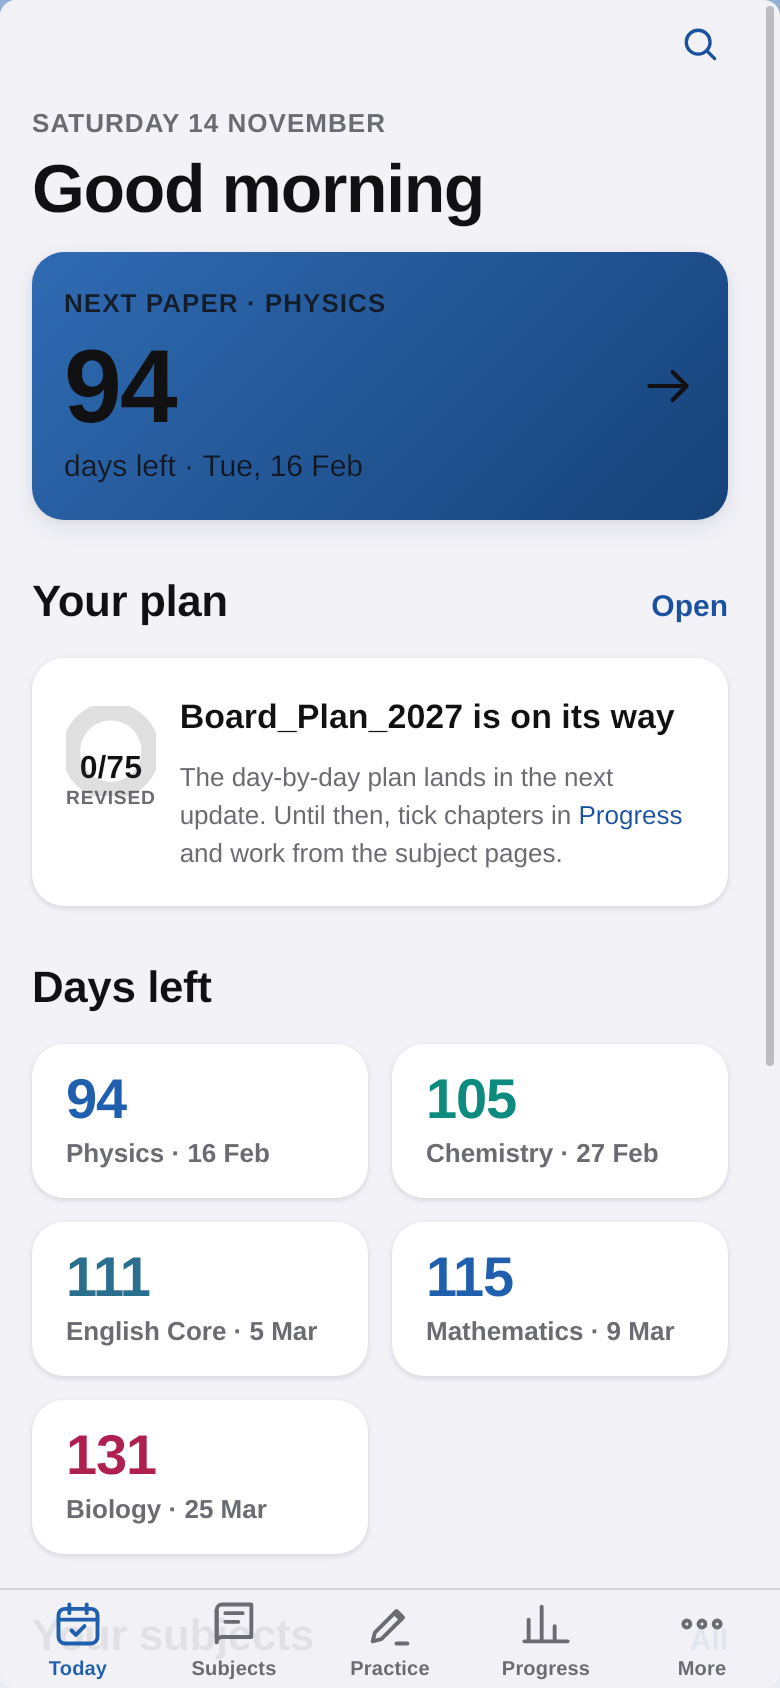 SATURDAY 14 NOVEMBER
Good morning
NEXT PAPER · PHYSICS
94
days left · Tue, 16 Feb
Your plan
Open
0/75
REVISED
Board_Plan_2027 is on its way
The day-by-day plan lands in the next
update. Until then, tick chapters in Progress
and work from the subject pages.
Days left
94
Physics · 16 Feb
105
Chemistry · 27 Feb
111
English Core · 5 Mar
115
Mathematics · 9 Mar
131
Biology · 25 Mar
Your subjects
All
Today
Subjects
Practice
Progress
More